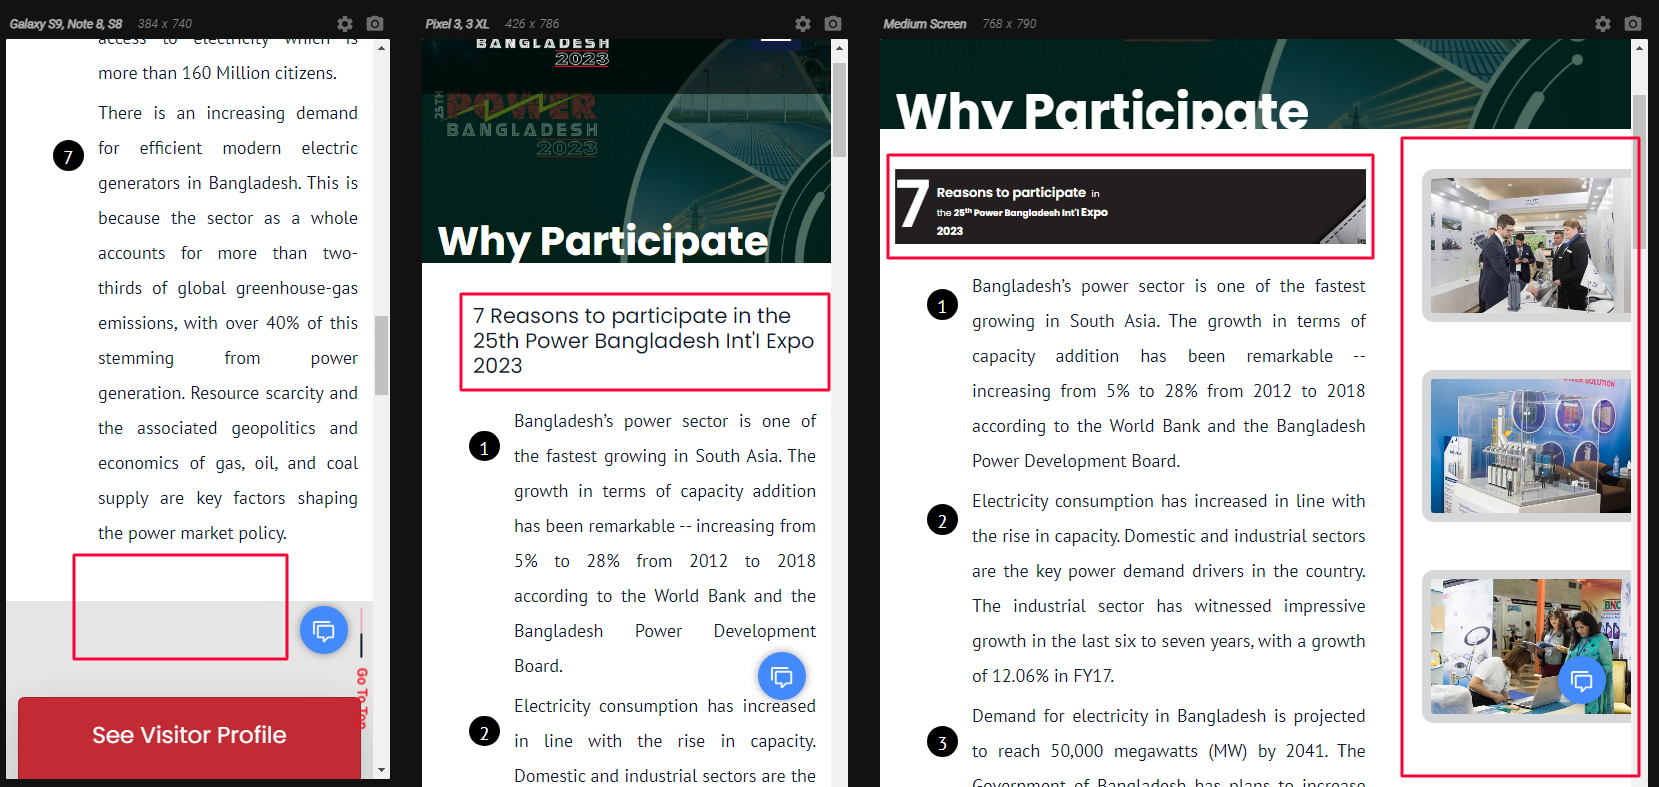 Galaxy S9, Note 8, S8 384 x 740
access to electricity which is
more than 160 Million citizens.
There is an increasing demand
7
for efficient modern electric
generators in Bangladesh. This is
because the sector as a whole
accounts for more than two-
thirds of global greenhouse-gas
emissions, with over 40% of this
stemming from power
generation. Resource scarcity and
the associated geopolitics and
economics of gas, oil, and coal
supply are key factors shaping
the power market policy.
Go To Top
See Visitor Profile
Pixel 3, 3 XL 426 x 786
BANGLADESH
2023
25TH POWER
BANGLADESH
2023
Why Participate
7 Reasons to participate in the
25th Power Bangladesh Int'l Expo
2023
Bangladesh’s power sector is one of
1
the fastest growing in South Asia. The
growth in terms of capacity addition
has been remarkable -- increasing from
5% to 28% from 2012 to 2018
according to the World Bank and the
Bangladesh Power Development
Board.
Electricity consumption has increased
2
in line with the rise in capacity.
Domestic and industrial sectors are the
Medium Screen 768 x 790
Why Participate
7
Reasons to participate in
the 25th Power Bangladesh Int'l Expo
2023
Bangladesh’s power sector is one of the fastest
1
growing in South Asia. The growth in terms of
capacity addition has been remarkable --
increasing from 5% to 28% from 2012 to 2018
according to the World Bank and the Bangladesh
Power Development Board.
Electricity consumption has increased in line with
2
the rise in capacity. Domestic and industrial sectors
are the key power demand drivers in the country.
The industrial sector has witnessed impressive
growth in the last six to seven years, with a growth
of 12.06% in FY17.
Demand for electricity in Bangladesh is projected
3
to reach 50,000 megawatts (MW) by 2041. The
Government of Bangladesh has plans to increase
POWER SOLUTION
BNC